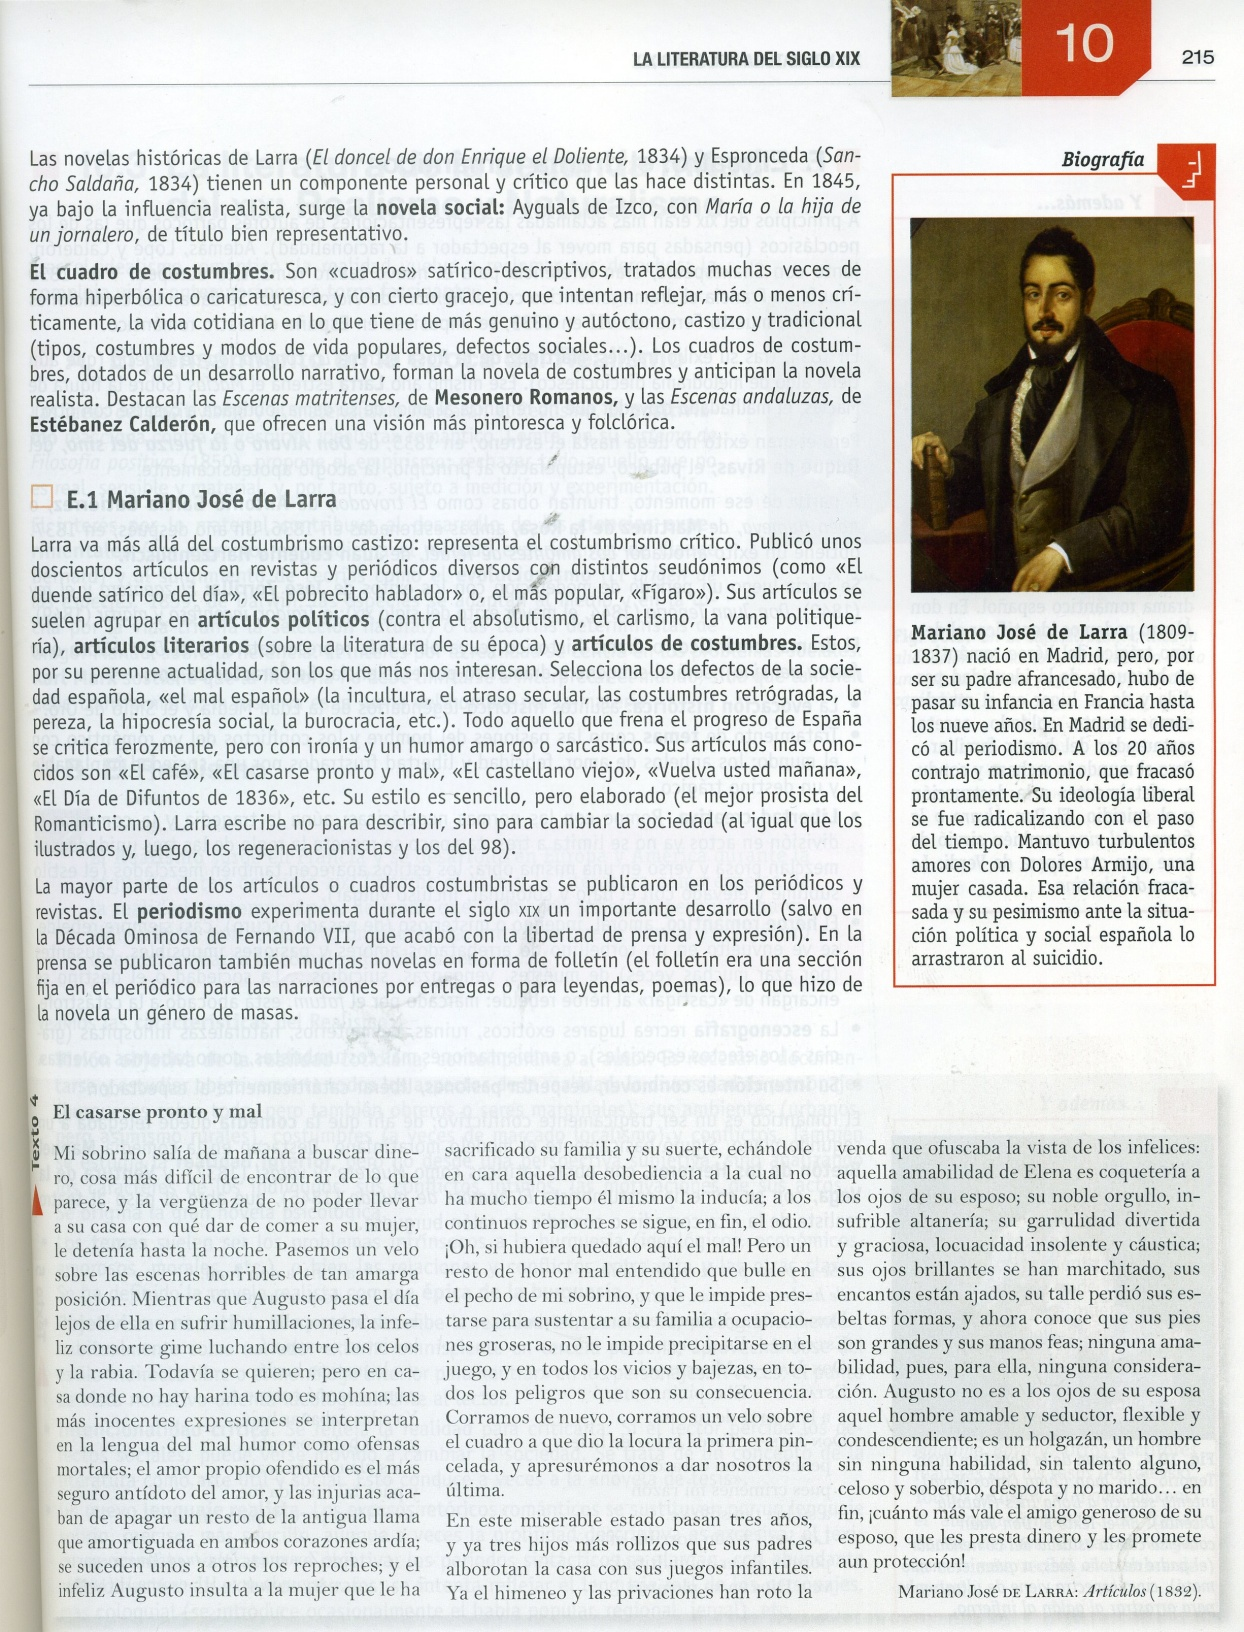 LA LITERATURA DEL SIGLO XIX
10
215
Las novelas históricas de Larra (El doncel de don Enrique el Doliente, 1834) y Espronceda (San-
cho Saldaña, 1834) tienen un componente personal y crítico que las hace distintas. En 1845,
ya bajo la influencia realista, surge la novela social: Ayguals de Izco, con María o la hija de
un jornalero, de título bien representativo.
El cuadro de costumbres. Son «cuadros» satírico-descriptivos, tratados muchas veces de
forma hiperbólica o caricaturesca, y con cierto gracejo, que intentan reflejar, más o menos crí-
ticamente, la vida cotidiana en lo que tiene de más genuino y autóctono, castizo y tradicional
(tipos, costumbres y modos de vida populares, defectos sociales...). Los cuadros de costum-
bres, dotados de un desarrollo narrativo, forman la novela de costumbres y anticipan la novela
realista. Destacan las Escenas matritenses, de Mesonero Romanos, y las Escenas andaluzas, de
Estébanez Calderón, que ofrecen una visión más pintoresca y folclórica.
E.1 Mariano José de Larra
Larra va más allá del costumbrismo castizo: representa el costumbrismo crítico. Publicó unos
doscientos artículos en revistas y periódicos diversos con distintos seudónimos (como «El
duende satírico del día», «El pobrecito hablador» o, el más popular, «Fígaro»). Sus artículos se
suelen agrupar en artículos políticos (contra el absolutismo, el carlismo, la vana politique-
ría), artículos literarios (sobre la literatura de su época) y artículos de costumbres. Estos,
por su perenne actualidad, son los que más nos interesan. Selecciona los defectos de la socie-
dad española, «el mal español» (la incultura, el atraso secular, las costumbres retrógradas, la
pereza, la hipocresía social, la burocracia, etc.). Todo aquello que frena el progreso de España
se critica ferozmente, pero con ironía y un humor amargo o sarcástico. Sus artículos más cono-
cidos son «El café», «El casarse pronto y mal», «El castellano viejo», «Vuelva usted mañana»,
«El Día de Difuntos de 1836», etc. Su estilo es sencillo, pero elaborado (el mejor prosista del
Romanticismo). Larra escribe no para describir, sino para cambiar la sociedad (al igual que los
ilustrados y, luego, los regeneracionistas y los del 98).
La mayor parte de los artículos o cuadros costumbristas se publicaron en los periódicos y
revistas. El periodismo experimenta durante el siglo XIX un importante desarrollo (salvo en
la Década Ominosa de Fernando VII, que acabó con la libertad de prensa y expresión). En la
prensa se publicaron también muchas novelas en forma de folletín (el folletín era una sección
fija en el periódico para las narraciones por entregas o para leyendas, poemas), lo que hizo de
la novela un género de masas.
Biografía
Mariano José de Larra (1809-
1837) nació en Madrid, pero, por
ser su padre afrancesado, hubo de
pasar su infancia en Francia hasta
los nueve años. En Madrid se dedi-
có al periodismo. A los 20 años
contrajo matrimonio, que fracasó
prontamente. Su ideología liberal
se fue radicalizando con el paso
del tiempo. Mantuvo turbulentos
amores con Dolores Armijo, una
mujer casada. Esa relación fraca-
sada y su pesimismo ante la situa-
ción política y social española lo
arrastraron al suicidio.
Texto 4
El casarse pronto y mal
Mi sobrino salía de mañana a buscar dine-
ro, cosa más difícil de encontrar de lo que
parece, y la vergüenza de no poder llevar
a su casa con qué dar de comer a su mujer,
le detenía hasta la noche. Pasemos un velo
sobre las escenas horribles de tan amarga
posición. Mientras que Augusto pasa el día
lejos de ella en sufrir humillaciones, la infe-
liz consorte gime luchando entre los celos
y la rabia. Todavía se quieren; pero en ca-
sa donde no hay harina todo es mohína; las
más inocentes expresiones se interpretan
en la lengua del mal humor como ofensas
mortales; el amor propio ofendido es el más
seguro antídoto del amor, y las injurias aca-
ban de apagar un resto de la antigua llama
que amortiguada en ambos corazones ardía;
se suceden unos a otros los reproches; y el
infeliz Augusto insulta a la mujer que le ha
sacrificado su familia y su suerte, echándole
en cara aquella desobediencia a la cual no
ha mucho tiempo él mismo la inducía; a los
continuos reproches se sigue, en fin, el odio.
¡Oh, si hubiera quedado aquí el mal! Pero un
resto de honor mal entendido que bulle en
el pecho de mi sobrino, y que le impide pres-
tarse para sustentar a su familia a ocupacio-
nes groseras, no le impide precipitarse en el
juego, y en todos los vicios y bajezas, en to-
dos los peligros que son su consecuencia.
Corramos de nuevo, corramos un velo sobre
el cuadro a que dio la locura la primera pin-
celada, y apresurémonos a dar nosotros la
última.
En este miserable estado pasan tres años,
y ya tres hijos más rollizos que sus padres
alborotan la casa con sus juegos infantiles.
Ya el himeneo y las privaciones han roto la
venda que ofuscaba la vista de los infelices:
aquella amabilidad de Elena es coquetería a
los ojos de su esposo; su noble orgullo, in-
sufrible altanería; su garrulidad divertida
y graciosa, locuacidad insolente y cáustica;
sus ojos brillantes se han marchitado, sus
encantos están ajados, su talle perdió sus es-
beltas formas, y ahora conoce que sus pies
son grandes y sus manos feas; ninguna ama-
bilidad, pues, para ella, ninguna considera-
ción. Augusto no es a los ojos de su esposa
aquel hombre amable y seductor, flexible y
condescendiente; es un holgazán, un hombre
sin ninguna habilidad, sin talento alguno,
celoso y soberbio, déspota y no marido... en
fin, ¡cuánto más vale el amigo generoso de su
esposo, que les presta dinero y les promete
aun protección!
Mariano José DE LARRA: Artículos (1832).